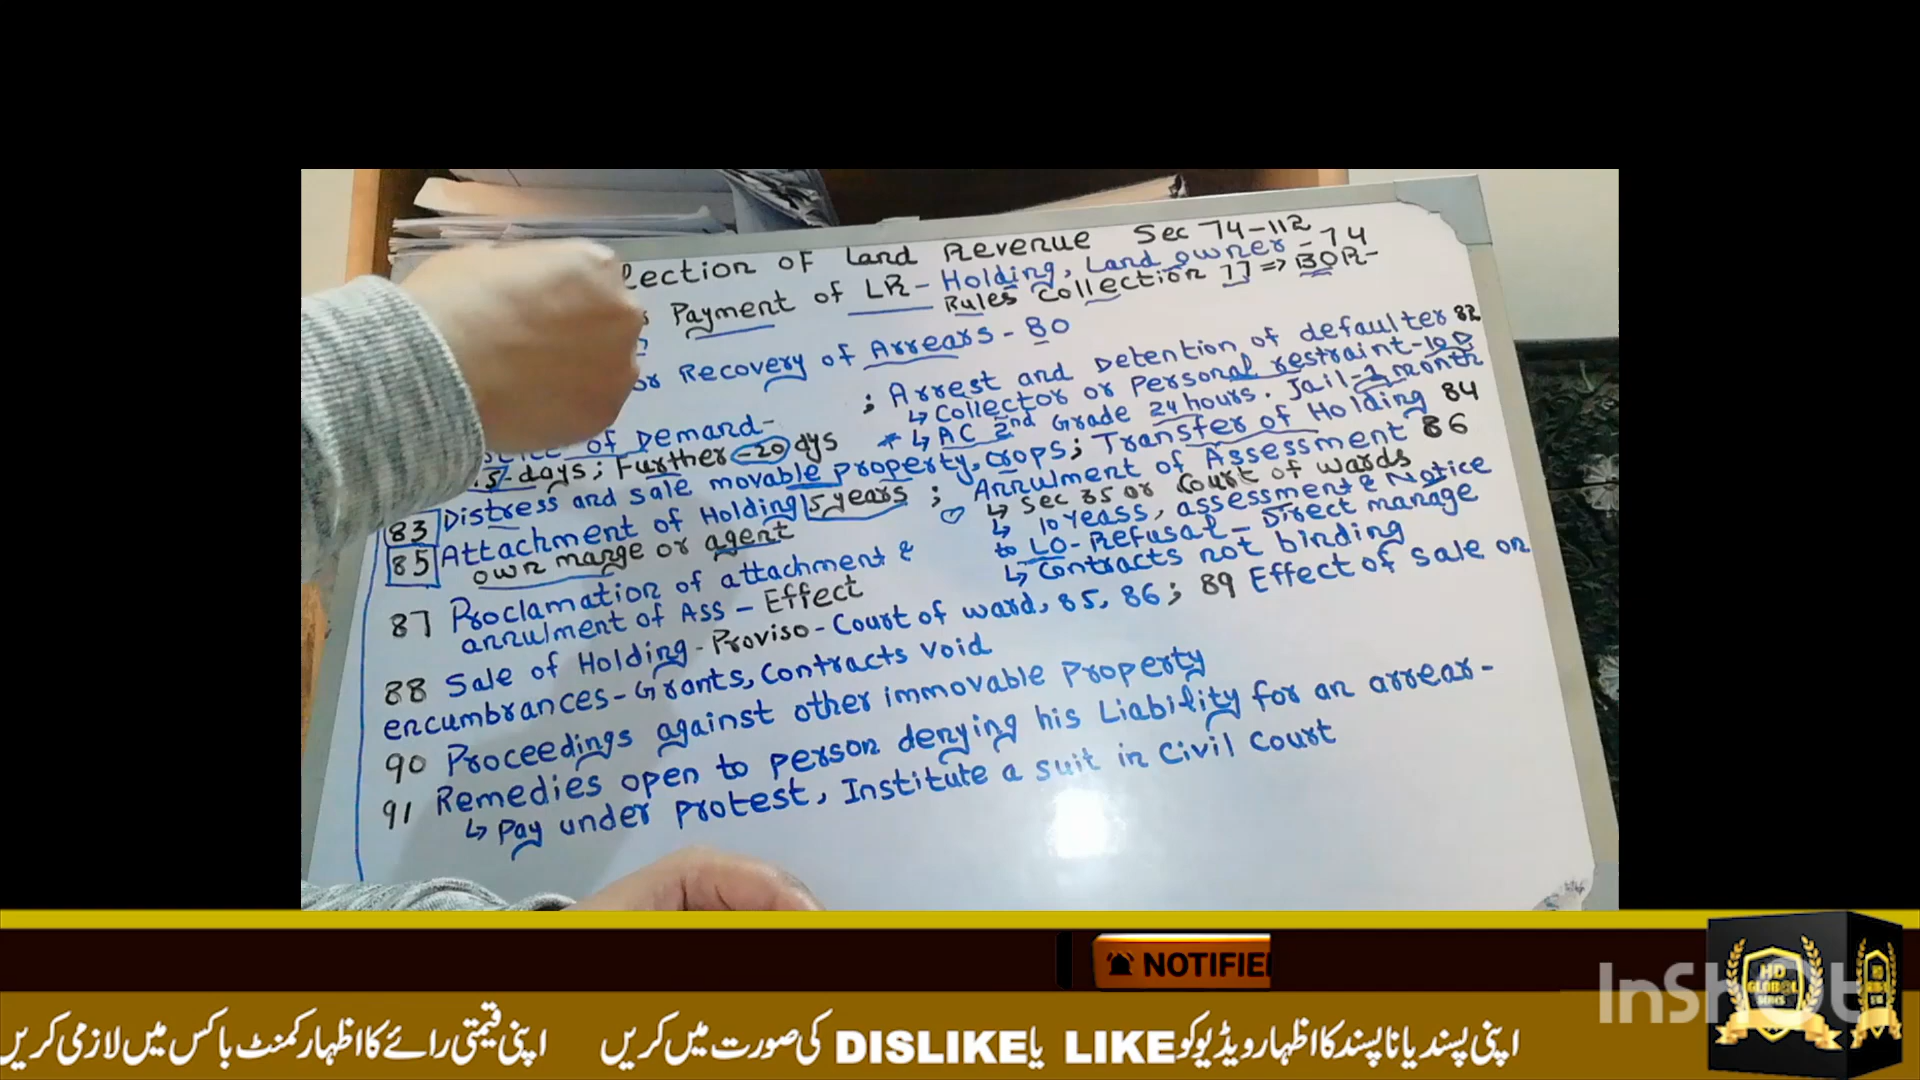 lection of Land Revenue Sec 74-112
Payment of LR - Holding, Land owner - 74
Rules Collection 77 => BOR-
or Recovery of Arrears - 80
; Arrest and Detention of defaulter 82
↳ Collector or Personal restraint - 10 D
of Demand-
* ↳ AC 2nd Grade 24 hours. Jail - 1 month
days; Further -20 dys
83 Distress and sale movable property, crops; Transfer of Holding 84
85 Attachment of Holding 5 years ; Annulment of Assessment 86
own mange or agent
↳ Sec 85 or Court of wards
↳ 10 yeass, assessment & Notice
to LO - Refusal - Direct manage
↳ Contracts not binding
87 Proclamation of attachment &
annulment of Ass - Effect
88 Sale of Holding - Proviso - Court of ward, 85, 86; 89 Effect of Sale on
encumbrances - Grants, Contracts void
90 Proceedings against other immovable property
91 Remedies open to person denying his Liability for an arrear -
↳ Pay under protest, Institute a suit in Civil Court
NOTIFIE
HD GLOBAL
InShOt
اپنی پسند یا ناپسند کا اظہار ویڈیو کو LIKE یا DISLIKE کی صورت میں کریں اپنی قیمتی رائے کا اظہار کمنٹ باکس میں لازمی کریں